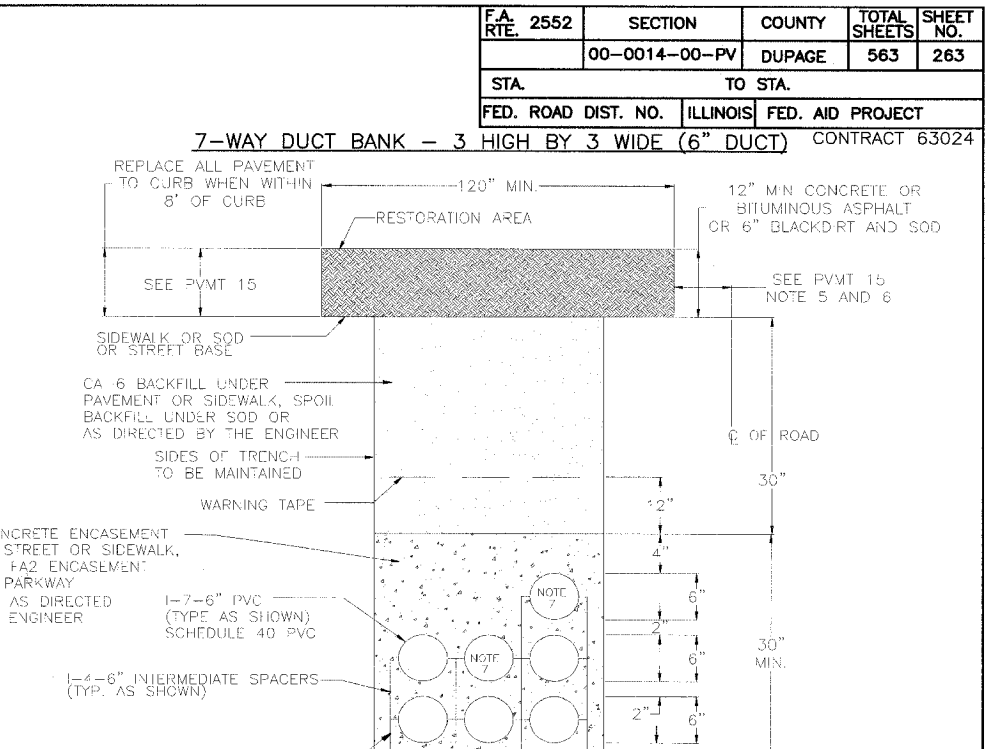 F.A. RTE. 2552 SECTION COUNTY TOTAL SHEETS SHEET NO.
00-0014-00-PV DUPAGE 563 263
STA. TO STA.
FED. ROAD DIST. NO. ILLINOIS FED. AID PROJECT
7-WAY DUCT BANK - 3 HIGH BY 3 WIDE (6" DUCT) CONTRACT 63024
REPLACE ALL PAVEMENT
TO CURB WHEN WITHIN
8' OF CURB
120" MIN.
RESTORATION AREA
12" MIN CONCRETE OR
BITUMINOUS ASPHALT
OR 6" BLACKDIRT AND SOD
SEE PVMT 15
SEE PVMT 15
NOTE 5 AND 6
SIDEWALK OR SOD
OR STREET BASE
CA 6 BACKFILL UNDER
PAVEMENT OR SIDEWALK, SPOIL
BACKFILL UNDER SOD OR
AS DIRECTED BY THE ENGINEER
℄ OF ROAD
SIDES OF TRENCH
TO BE MAINTAINED
30"
WARNING TAPE
12"
NCRETE ENCASEMENT
STREET OR SIDEWALK,
FA2 ENCASEMENT
PARKWAY
AS DIRECTED
ENGINEER
4"
I-7-6" PVC
(TYPE AS SHOWN)
SCHEDULE 40 PVC
NOTE
7
6"
2"
NOTE
7
6"
30"
MIN.
I-4-6" INTERMEDIATE SPACERS
(TYP. AS SHOWN)
2"
6"